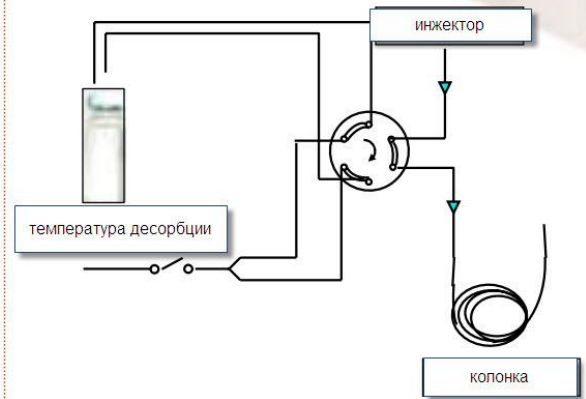 инжектор
температура десорбции
колонка